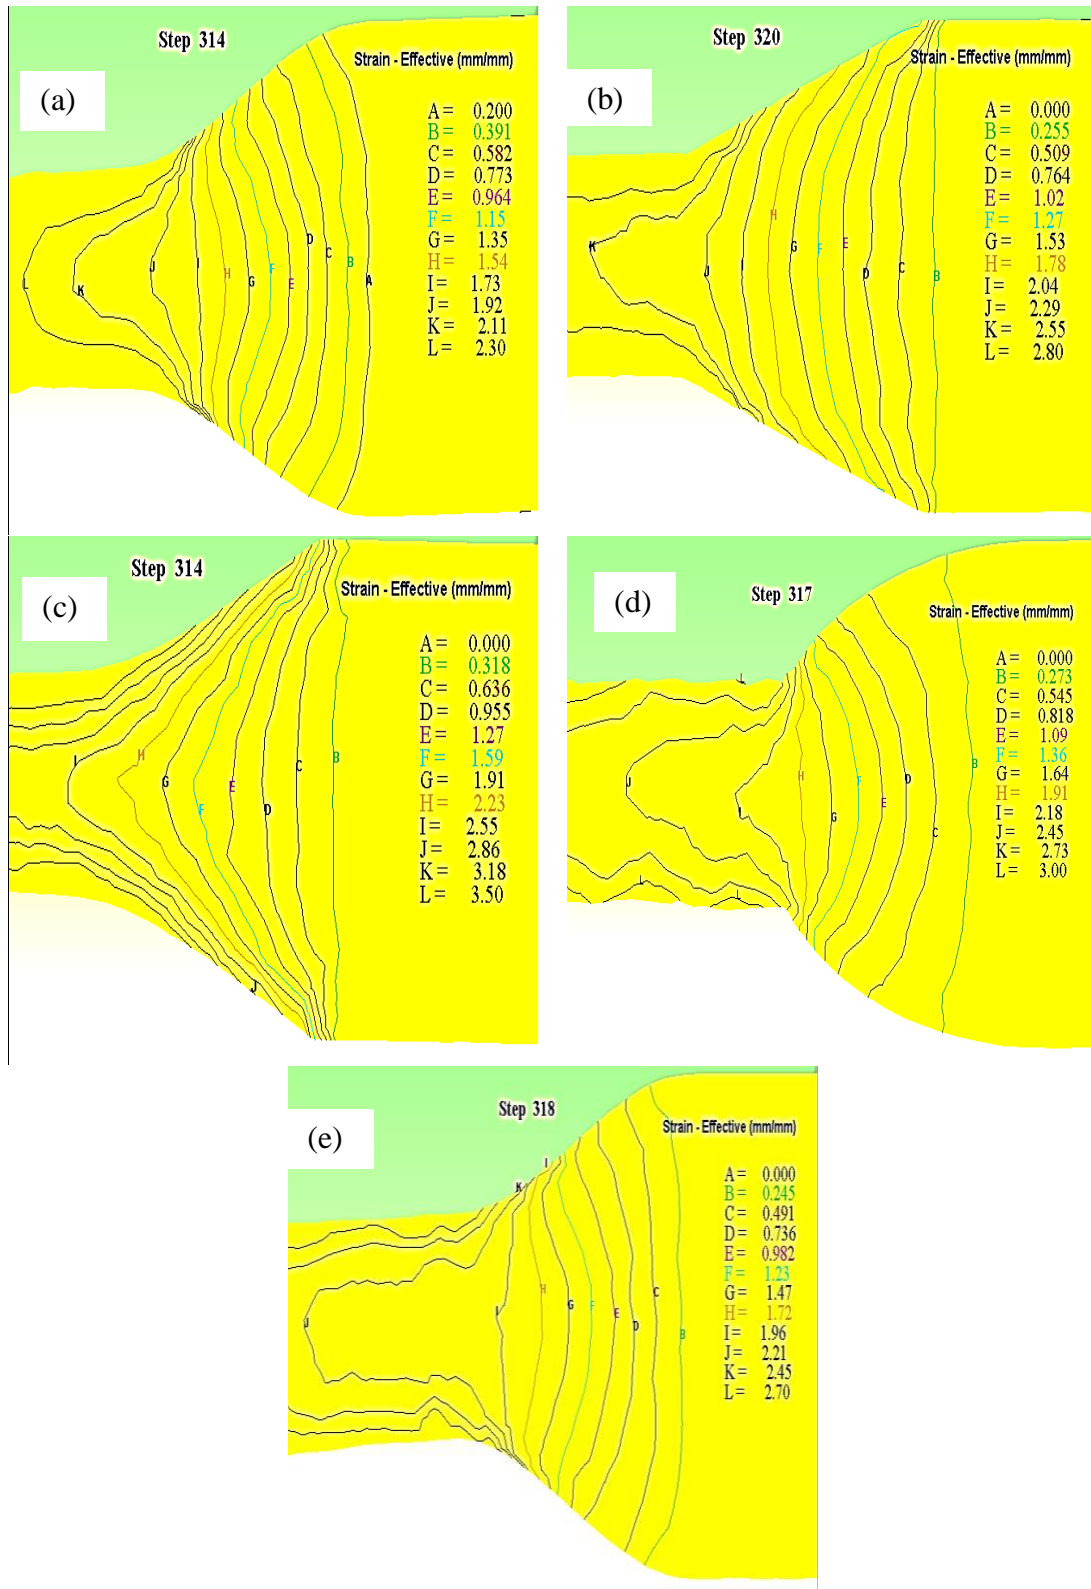 Step 314
(a)
Strain - Effective (mm/mm)
A = 0.200
B = 0.391
C = 0.582
D = 0.773
E = 0.964
F = 1.15
G = 1.35
H = 1.54
I = 1.73
J = 1.92
K = 2.11
L = 2.30
L K J I H G F E D C B A
Step 320
(b)
Strain - Effective (mm/mm)
A = 0.000
B = 0.255
C = 0.509
D = 0.764
E = 1.02
F = 1.27
G = 1.53
H = 1.78
I = 2.04
J = 2.29
K = 2.55
L = 2.80
K J I H G F E D C B
Step 314
(c)
Strain - Effective (mm/mm)
A = 0.000
B = 0.318
C = 0.636
D = 0.955
E = 1.27
F = 1.59
G = 1.91
H = 2.23
I = 2.55
J = 2.86
K = 3.18
L = 3.50
I H G F E D C B
J
Step 317
(d)
Strain - Effective (mm/mm)
A = 0.000
B = 0.273
C = 0.545
D = 0.818
E = 1.09
F = 1.36
G = 1.64
H = 1.91
I = 2.18
J = 2.45
K = 2.73
L = 3.00
L
J I H G F E D C B
L L
Step 318
(e)
Strain - Effective (mm/mm)
A = 0.000
B = 0.245
C = 0.491
D = 0.736
E = 0.982
F = 1.23
G = 1.47
H = 1.72
I = 1.96
J = 2.21
K = 2.45
L = 2.70
I
K
J I H G F E D C B